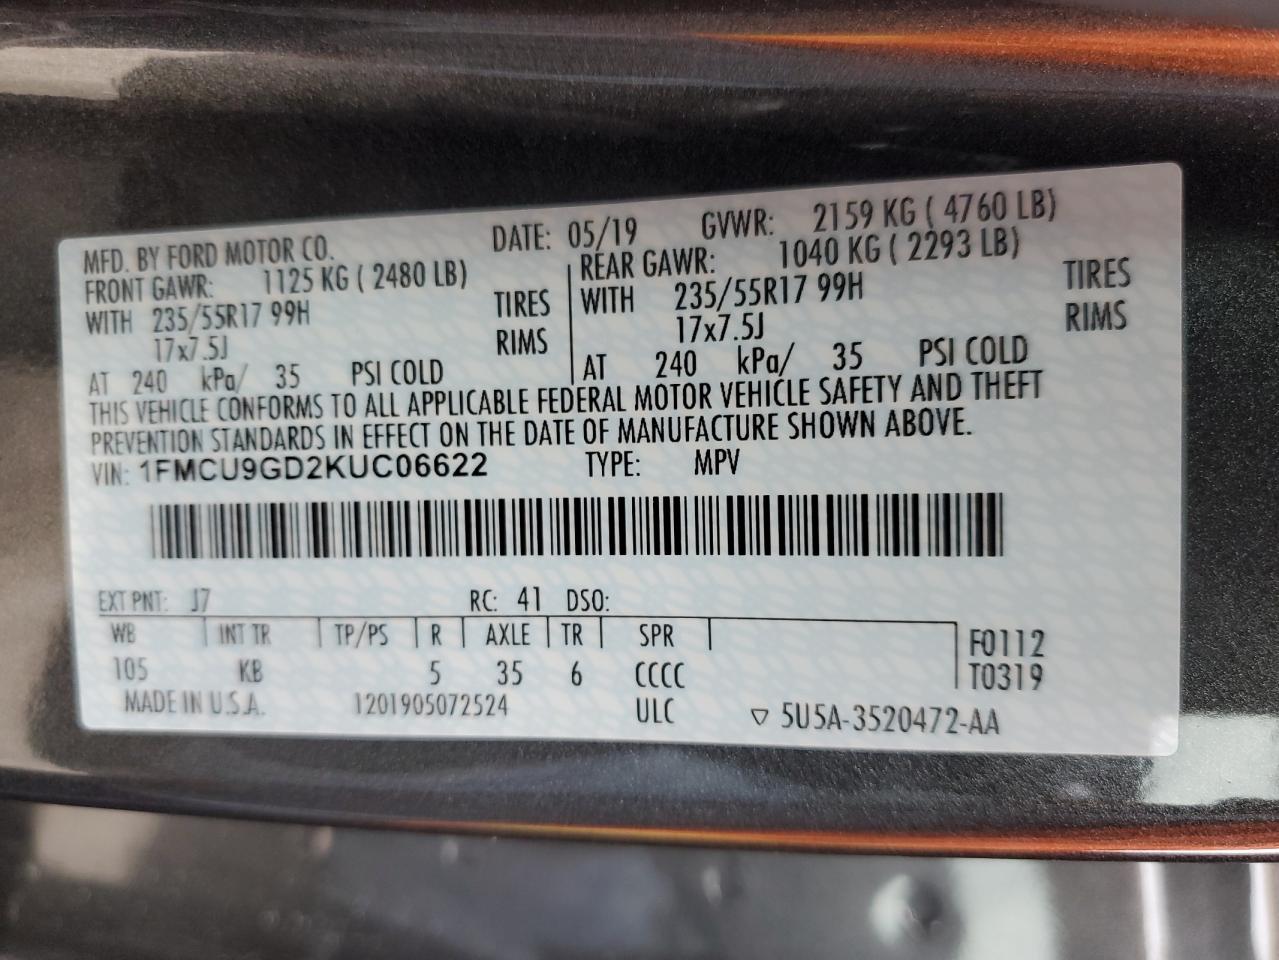 MFD. BY FORD MOTOR CO. DATE: 05/19 GVWR: 2159 KG ( 4760 LB)
FRONT GAWR: 1125 KG ( 2480 LB) REAR GAWR: 1040 KG ( 2293 LB)
WITH 235/55R17 99H TIRES WITH 235/55R17 99H TIRES
17x7.5J RIMS 17x7.5J RIMS
AT 240 kPa/ 35 PSI COLD AT 240 kPa/ 35 PSI COLD
THIS VEHICLE CONFORMS TO ALL APPLICABLE FEDERAL MOTOR VEHICLE SAFETY AND THEFT
PREVENTION STANDARDS IN EFFECT ON THE DATE OF MANUFACTURE SHOWN ABOVE.
VIN: 1FMCU9GD2KUC06622 TYPE: MPV
EXT PNT: J7 RC: 41 DSO:
WB INT TR TP/PS R AXLE TR SPR F0112
105 KB 5 35 6 CCCC T0319
MADE IN U.S.A. 1201905072524 ULC ▽ 5U5A-3520472-AA